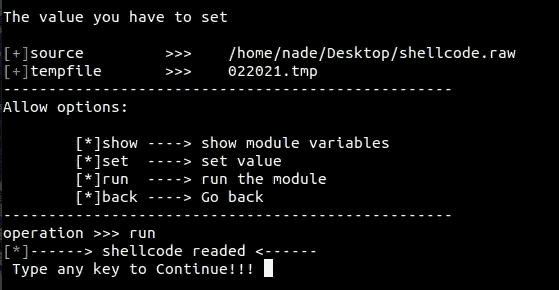 The value you have to set
[+]source >>> /home/nade/Desktop/shellcode.raw
[+]tempfile >>> 022021.tmp
--------------------------------------------------
Allow options:
[*]show ----> show module variables
[*]set ----> set value
[*]run ----> run the module
[*]back ----> Go back
--------------------------------------------------
operation >>> run
[*]------> shellcode readed <------
Type any key to Continue!!!